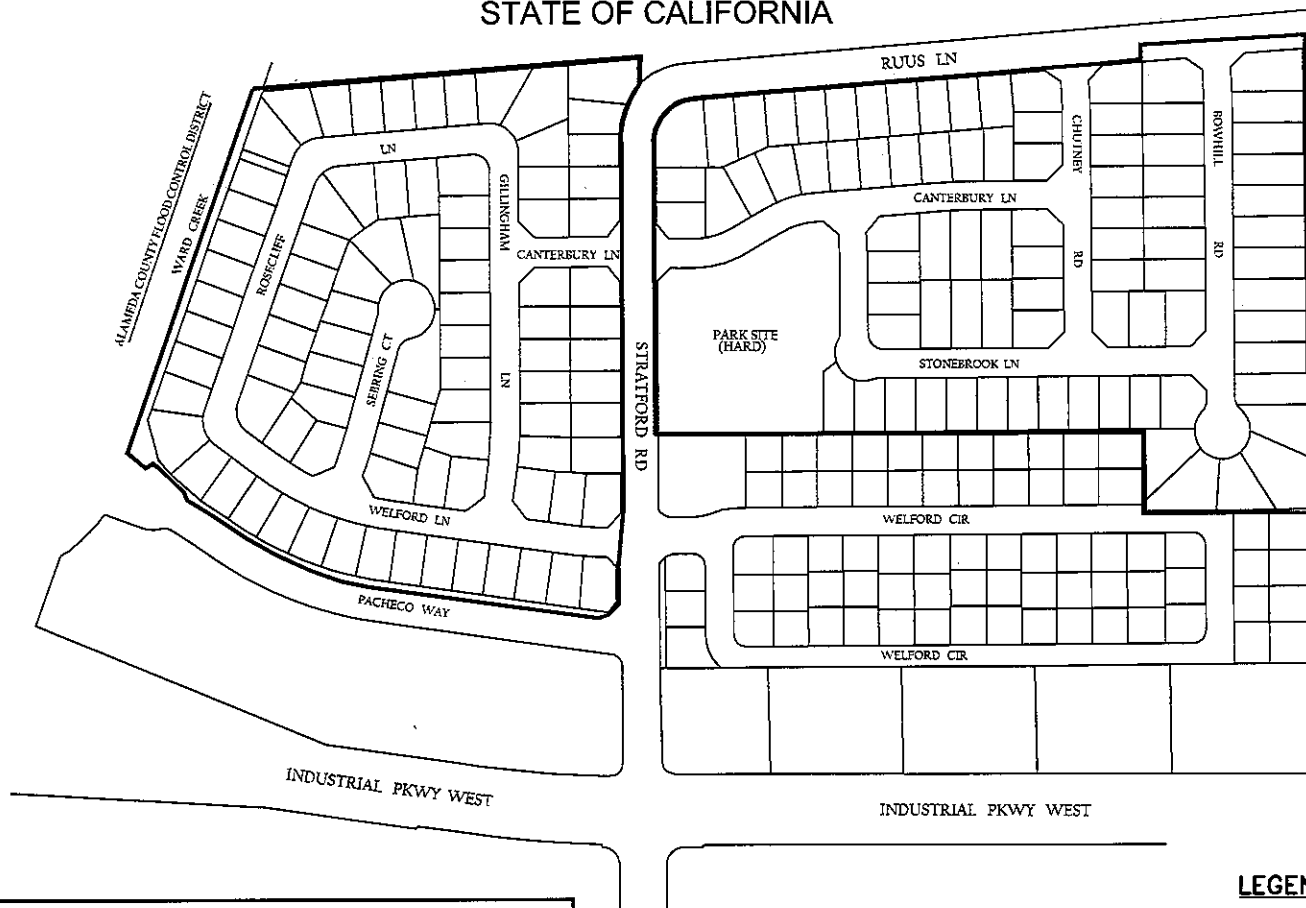 STATE OF CALIFORNIA
RUUS LN
ALAMEDA COUNTY FLOOD CONTROL DISTRICT
WARD CREEK
LN
GILLINGHAM
CHUTNEY
BOWHILL
CANTERBURY LN
ROSECLIFF
CANTERBURY LN
RD
RD
PARK SITE
(HARD)
SEBRING CT
LN
STRATFORD RD
STONEBROOK LN
WELFORD LN
WELFORD CIR
PACHECO WAY
WELFORD CIR
INDUSTRIAL PKWY WEST
INDUSTRIAL PKWY WEST
LEGEN